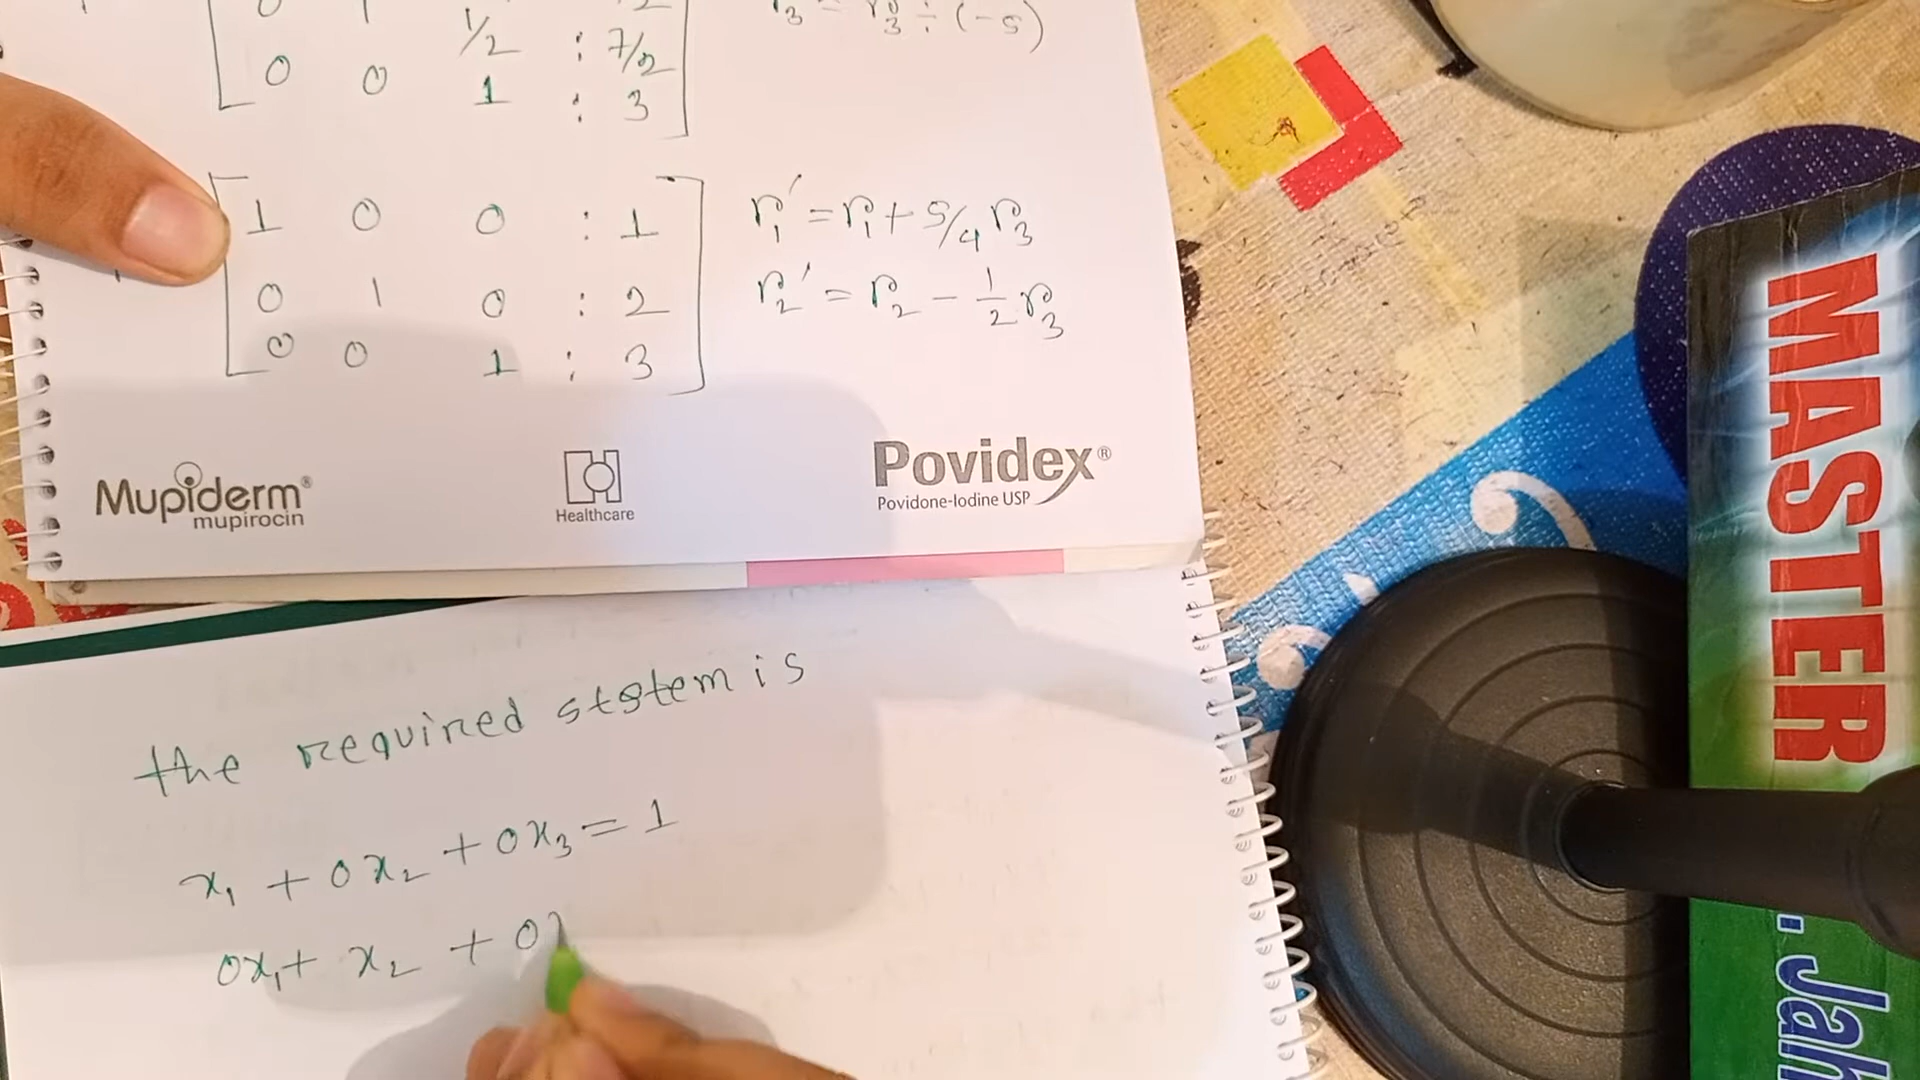 r₃' = r₃ ÷ (-5)
1/2 : 7/2
0 0 1 : 3
1 0 0 : 1 r₁' = r₁ + 5/4 r₃
0 1 0 : 2 r₂' = r₂ - 1/2 r₃
0 0 1 : 3
Mupiderm®
mupirocin
Healthcare
Povidex®
Povidone-Iodine USP
the required ststem is
x₁ + 0x₂ + 0x₃ = 1
0x₁ + x₂ + 0
MASTER
Jah